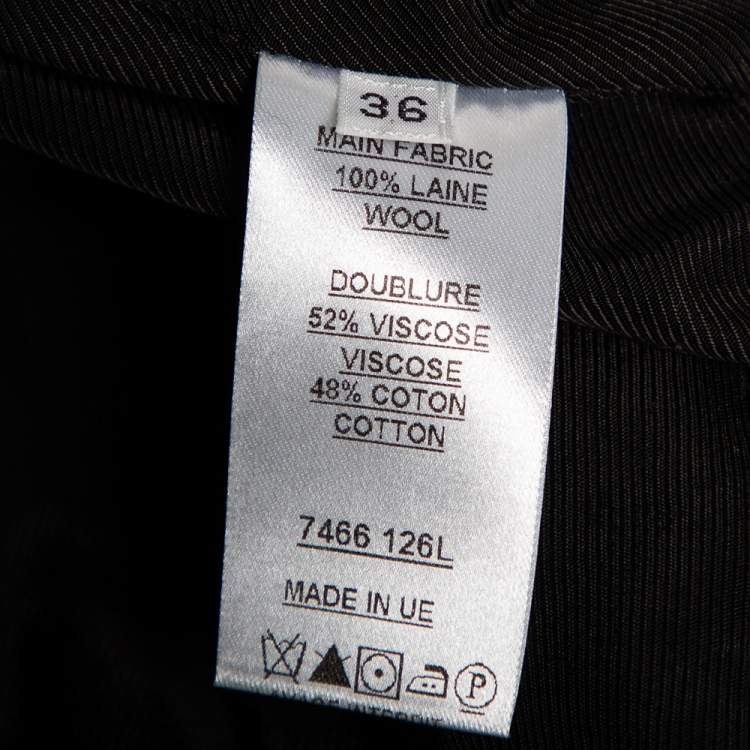 36
MAIN FABRIC
100% LAINE
WOOL
DOUBLURE
52% VISCOSE
VISCOSE
48% COTON
COTTON
7466 126L
MADE IN UE
P